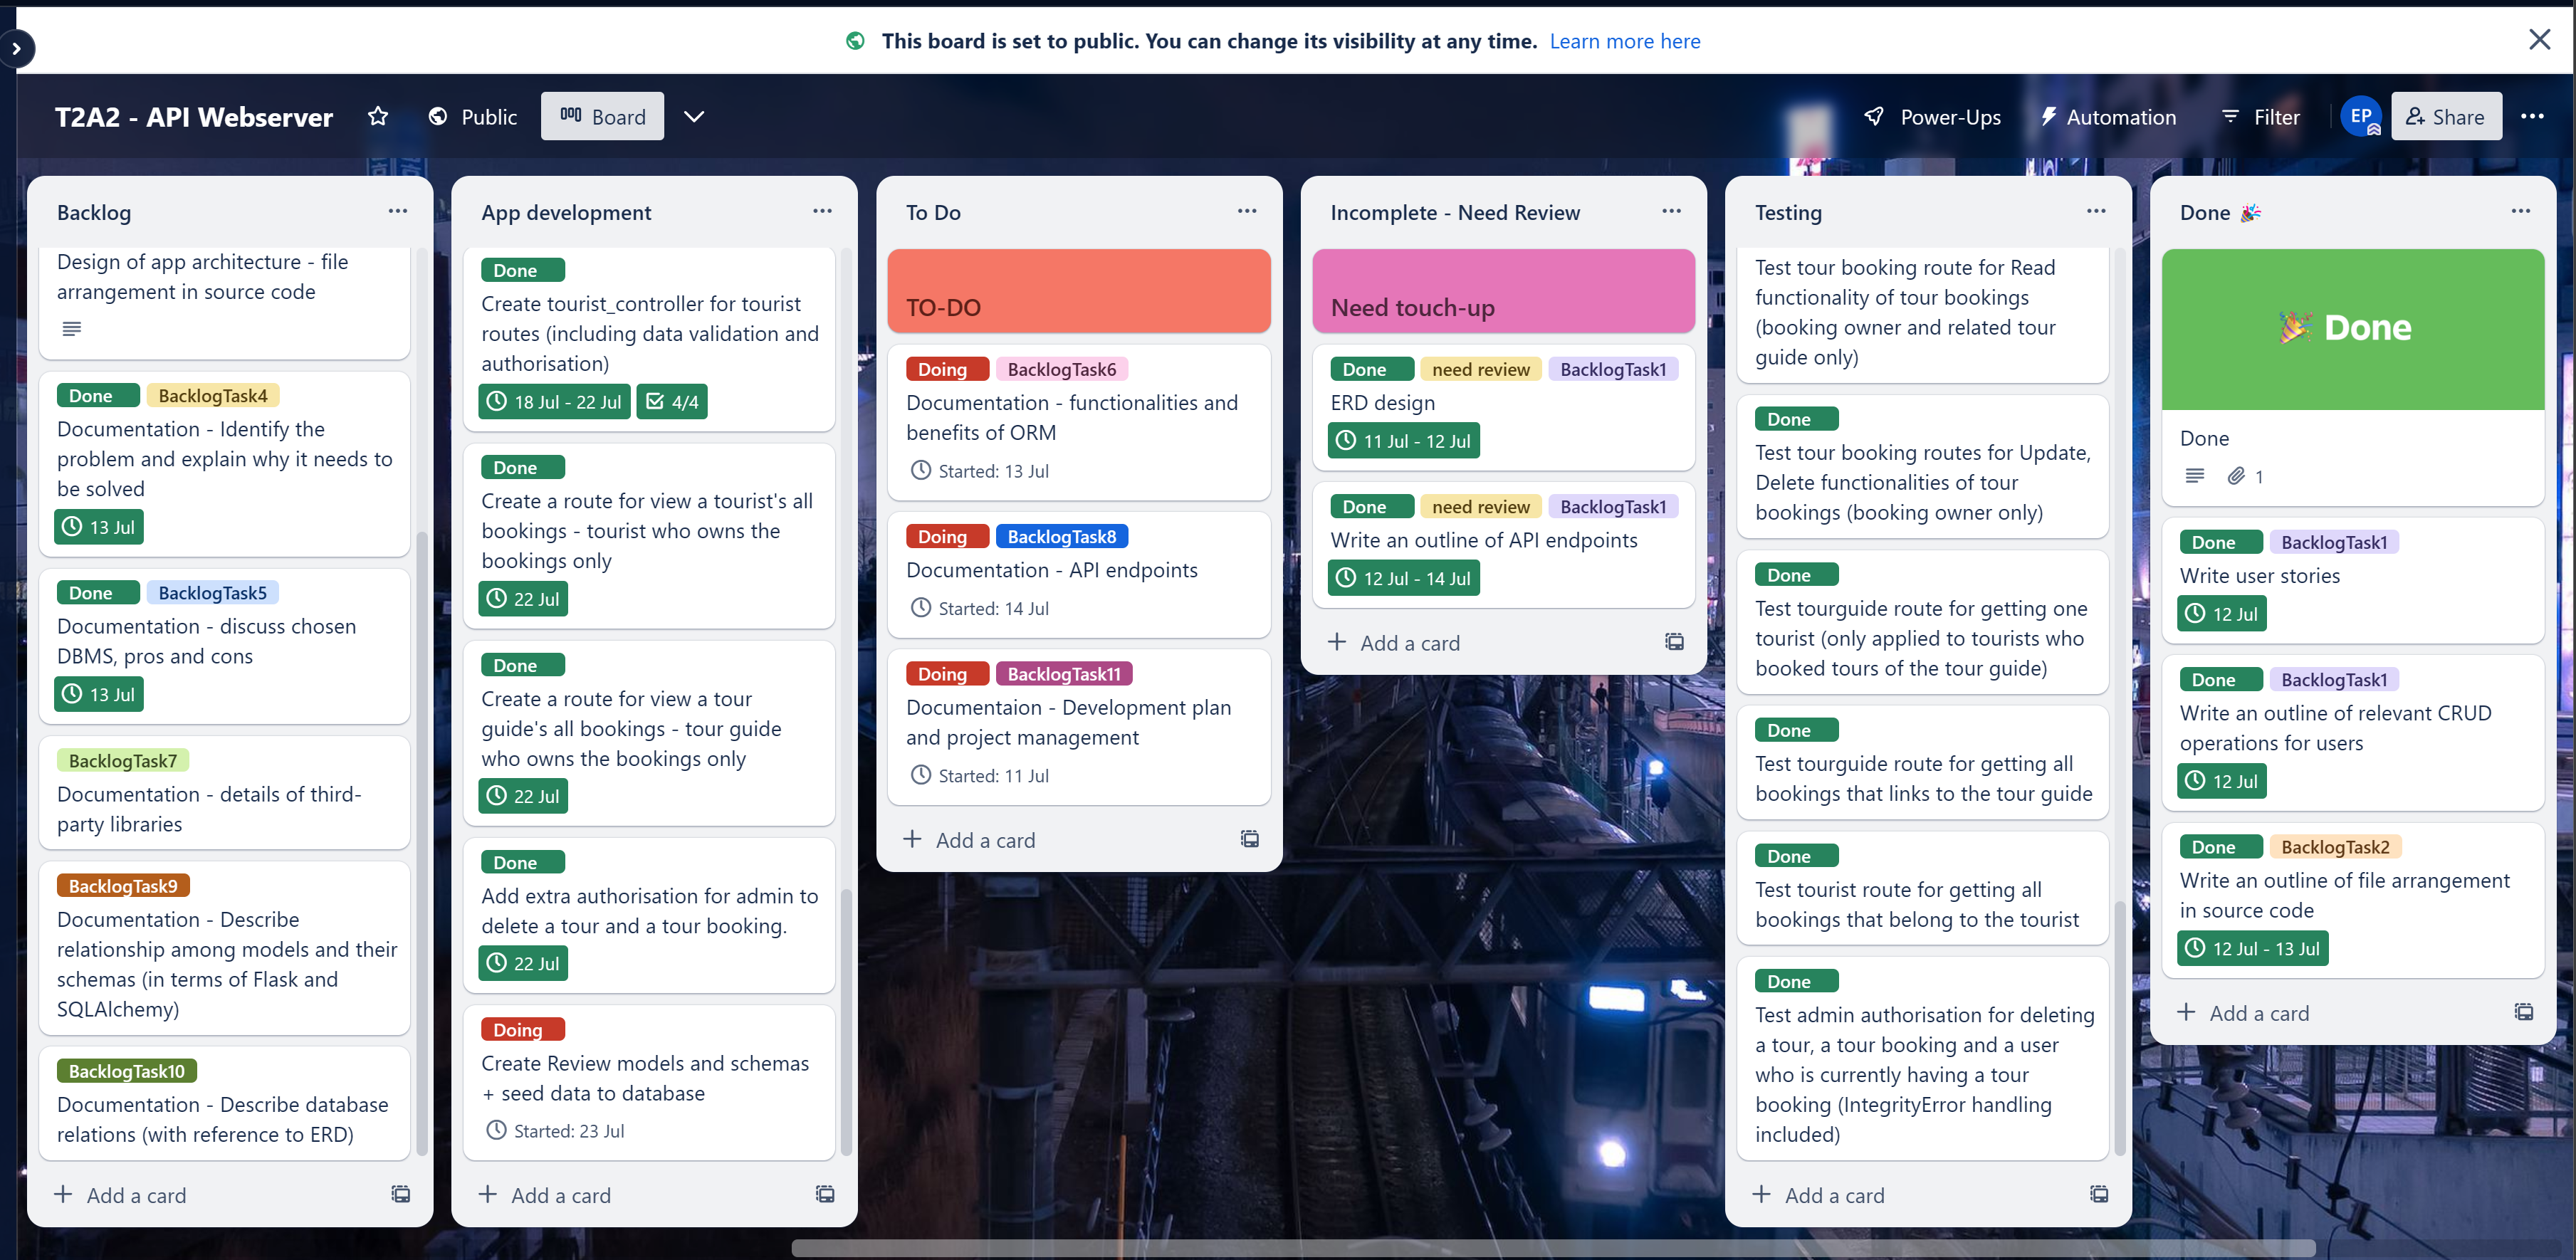 This board is set to public. You can change its visibility at any time. Learn more here
T2A2 - API Webserver
Public
Board
Power-Ups
Automation
Filter
EP
Share
Backlog
Design of app architecture - file
arrangement in source code
Done BacklogTask4
Documentation - Identify the
problem and explain why it needs to
be solved
13 Jul
Done BacklogTask5
Documentation - discuss chosen
DBMS, pros and cons
13 Jul
BacklogTask7
Documentation - details of third-
party libraries
BacklogTask9
Documentation - Describe
relationship among models and their
schemas (in terms of Flask and
SQLAlchemy)
BacklogTask10
Documentation - Describe database
relations (with reference to ERD)
+ Add a card
App development
Done
Create tourist_controller for tourist
routes (including data validation and
authorisation)
18 Jul - 22 Jul 4/4
Done
Create a route for view a tourist's all
bookings - tourist who owns the
bookings only
22 Jul
Done
Create a route for view a tour
guide's all bookings - tour guide
who owns the bookings only
22 Jul
Done
Add extra authorisation for admin to
delete a tour and a tour booking.
22 Jul
Doing
Create Review models and schemas
+ seed data to database
Started: 23 Jul
+ Add a card
To Do
TO-DO
Doing BacklogTask6
Documentation - functionalities and
benefits of ORM
Started: 13 Jul
Doing BacklogTask8
Documentation - API endpoints
Started: 14 Jul
Doing BacklogTask11
Documentaion - Development plan
and project management
Started: 11 Jul
+ Add a card
Incomplete - Need Review
Need touch-up
Done need review BacklogTask1
ERD design
11 Jul - 12 Jul
Done need review BacklogTask1
Write an outline of API endpoints
12 Jul - 14 Jul
+ Add a card
Testing
Test tour booking route for Read
functionality of tour bookings
(booking owner and related tour
guide only)
Done
Test tour booking routes for Update,
Delete functionalities of tour
bookings (booking owner only)
Done
Test tourguide route for getting one
tourist (only applied to tourists who
booked tours of the tour guide)
Done
Test tourguide route for getting all
bookings that links to the tour guide
Done
Test tourist route for getting all
bookings that belong to the tourist
Done
Test admin authorisation for deleting
a tour, a tour booking and a user
who is currently having a tour
booking (IntegrityError handling
included)
+ Add a card
Done 🎉
🎉 Done
Done
1
Done BacklogTask1
Write user stories
12 Jul
Done BacklogTask1
Write an outline of relevant CRUD
operations for users
12 Jul
Done BacklogTask2
Write an outline of file arrangement
in source code
12 Jul - 13 Jul
+ Add a card